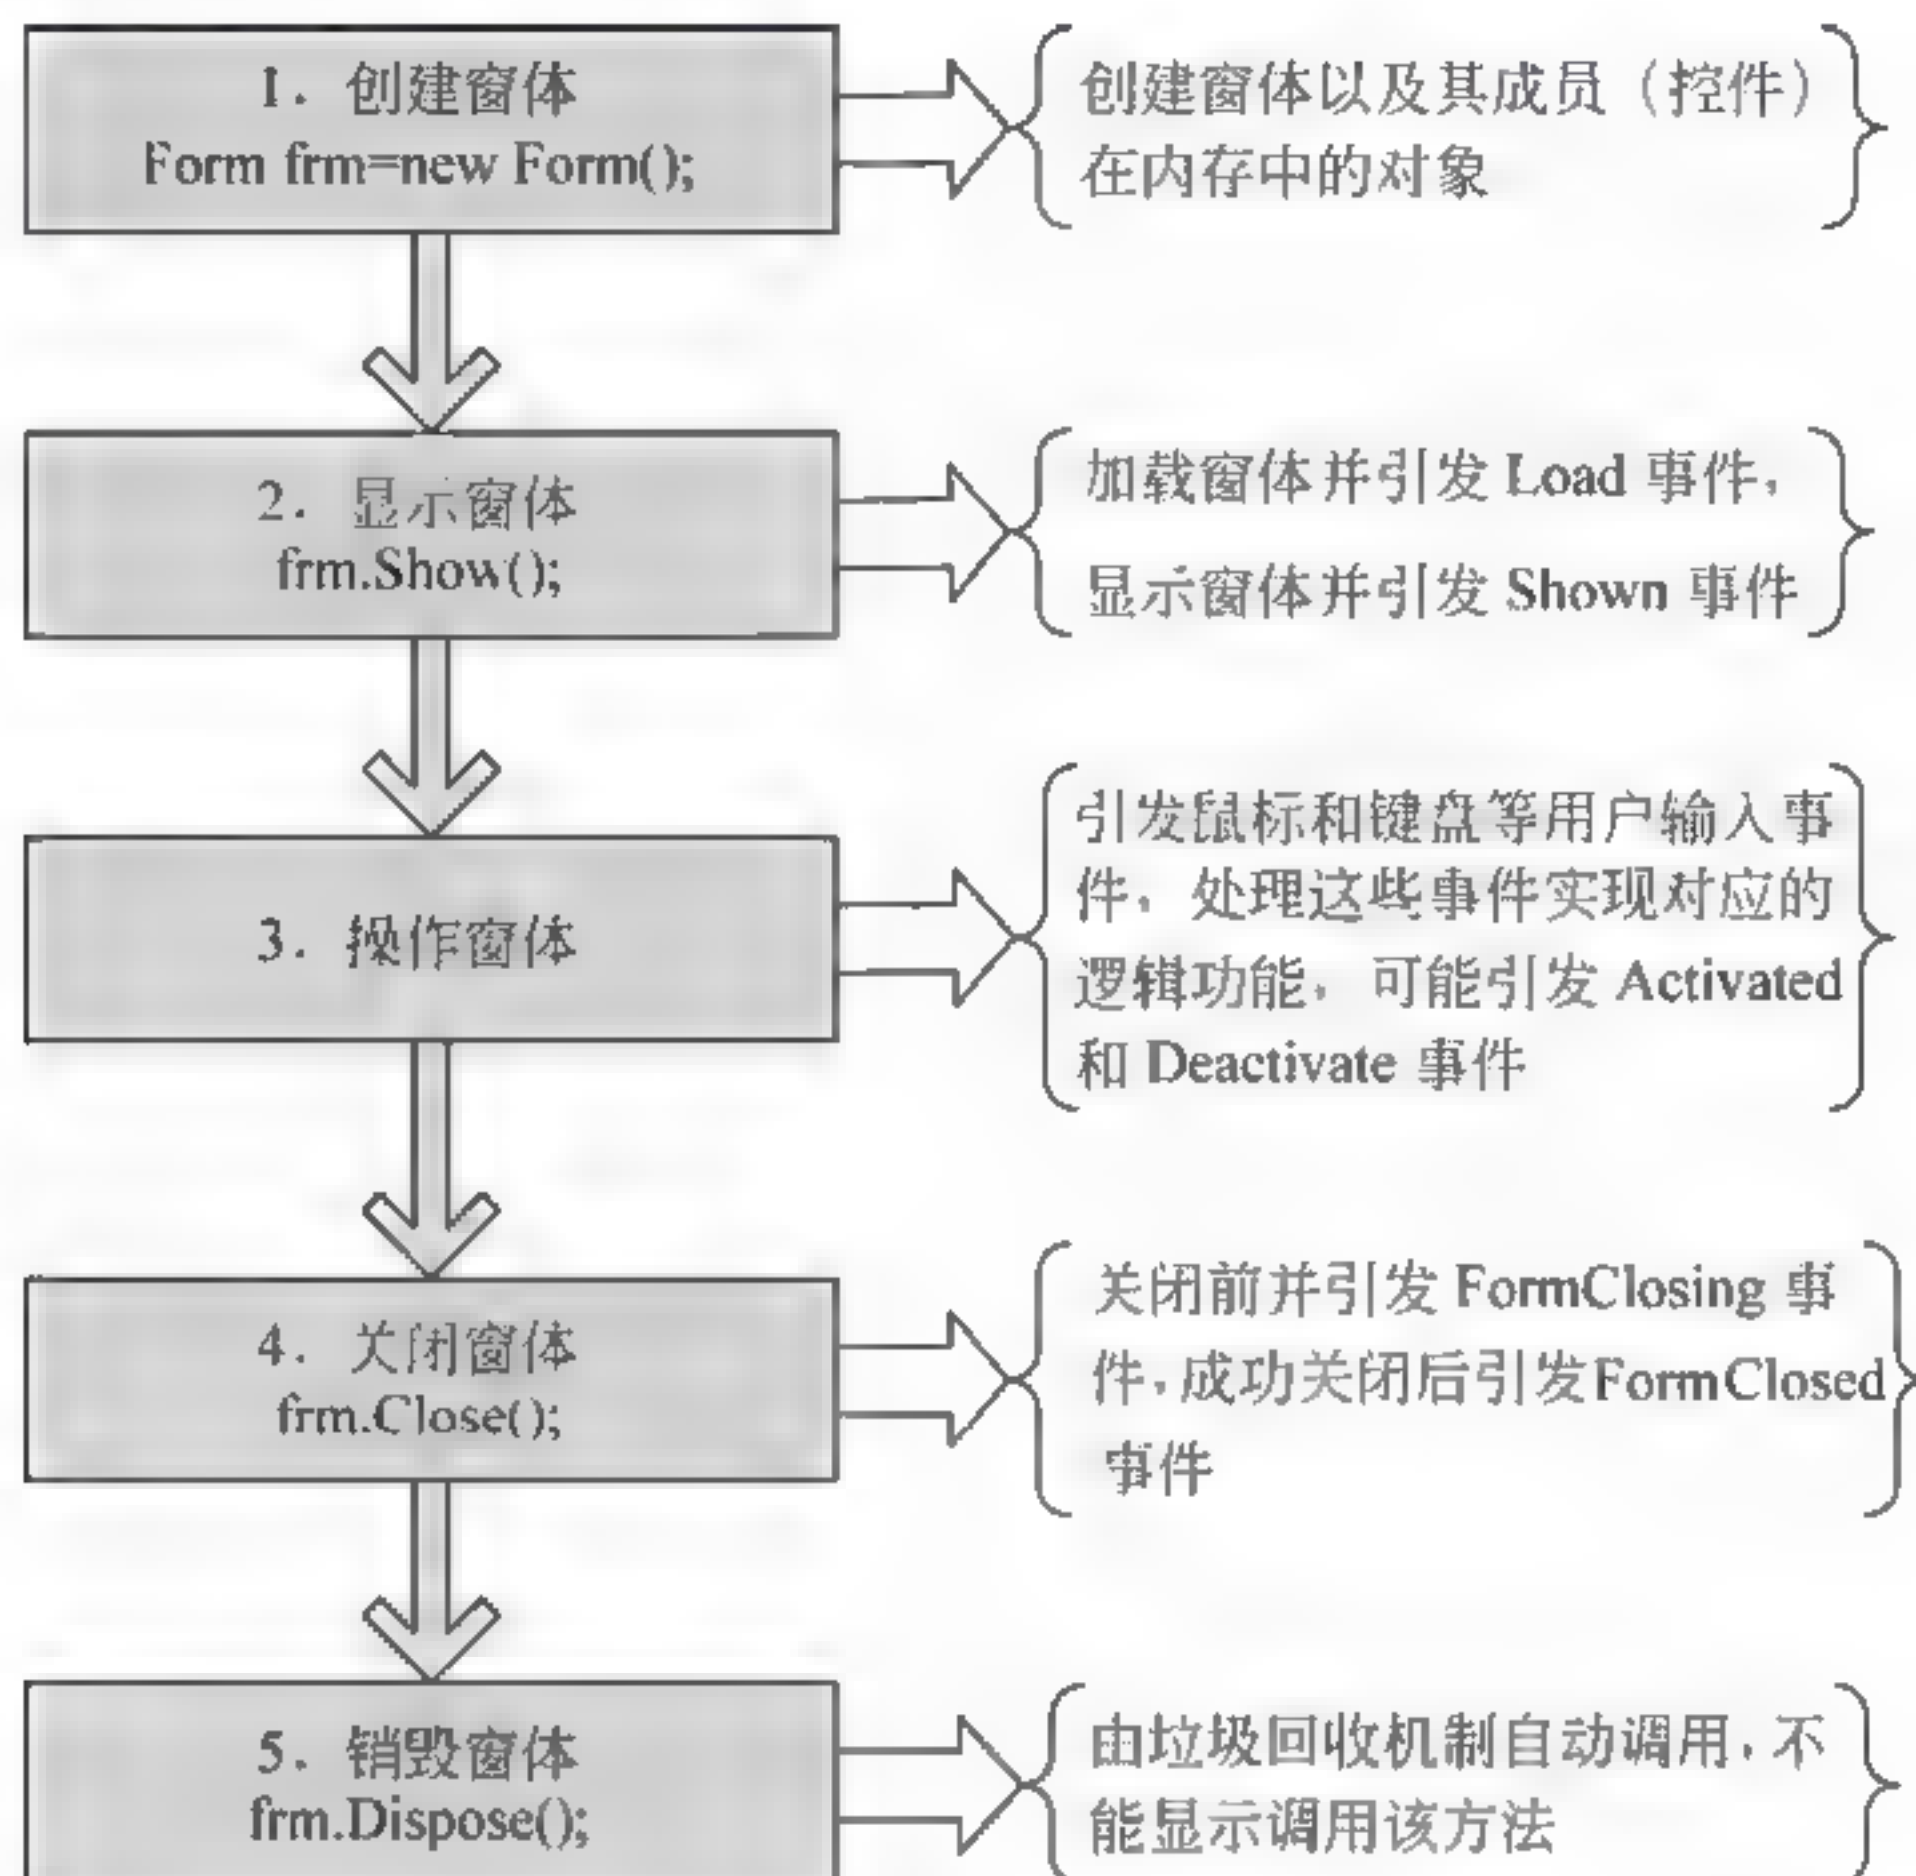 1. 创建窗体
Form frm=new Form();
创建窗体以及其成员（控件）
在内存中的对象
2. 显示窗体
frm.Show();
加载窗体并引发 Load 事件，
显示窗体并引发 Shown 事件
3. 操作窗体
引发鼠标和键盘等用户输入事
件，处理这些事件实现对应的
逻辑功能，可能引发 Activated
和 Deactivate 事件
4. 关闭窗体
frm.Close();
关闭前并引发 FormClosing 事
件，成功关闭后引发FormClosed
事件
5. 销毁窗体
frm.Dispose();
由垃圾回收机制自动调用，不
能显示调用该方法